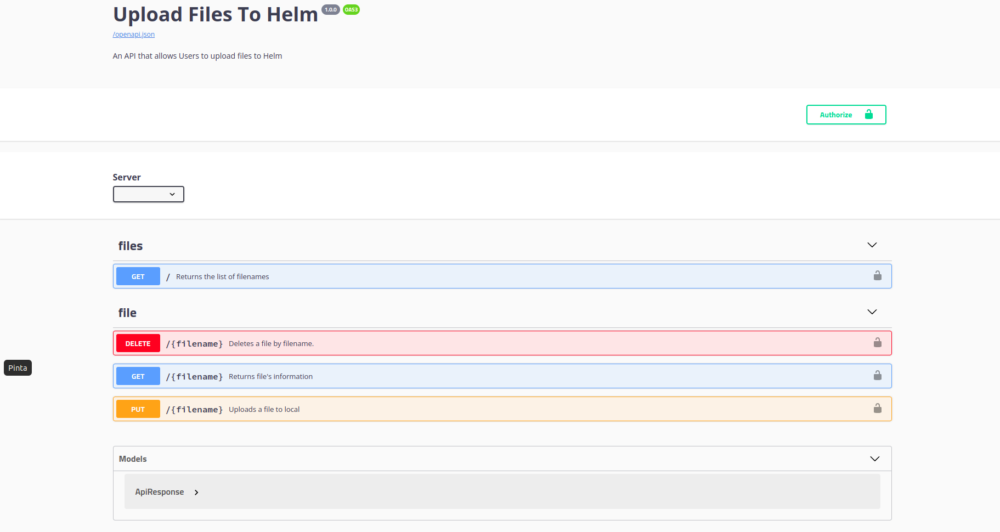 Upload Files To Helm 1.0.0 OAS3
/openapi.json
An API that allows Users to upload files to Helm
Authorize
Server
files
GET / Returns the list of filenames
file
DELETE /{filename} Deletes a file by filename.
Pinta
GET /{filename} Returns file's information
PUT /{filename} Uploads a file to local
Models
ApiResponse